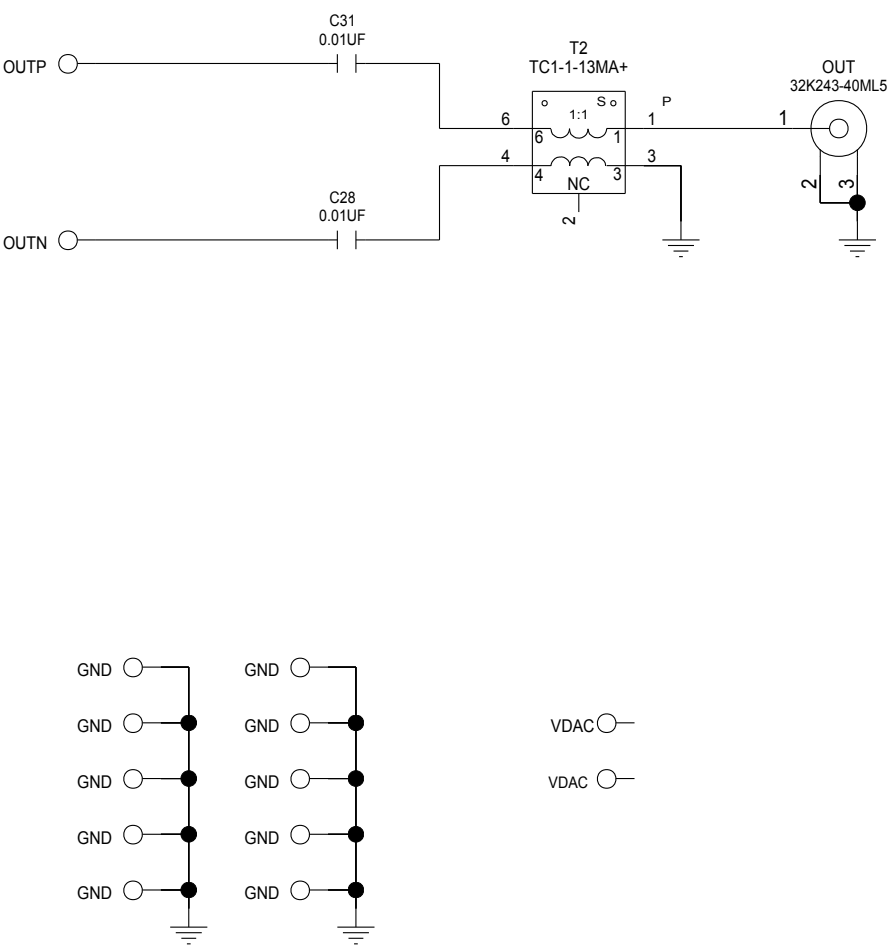 C31
0.01UF
OUTP
T2
TC1-1-13MA+
OUT
32K243-40ML5
S P
1:1
6 6 1 1 1
4 4 3 3
NC
2
2 3
C28
0.01UF
OUTN
GND GND
GND GND VDAC
GND GND VDAC
GND GND
GND GND